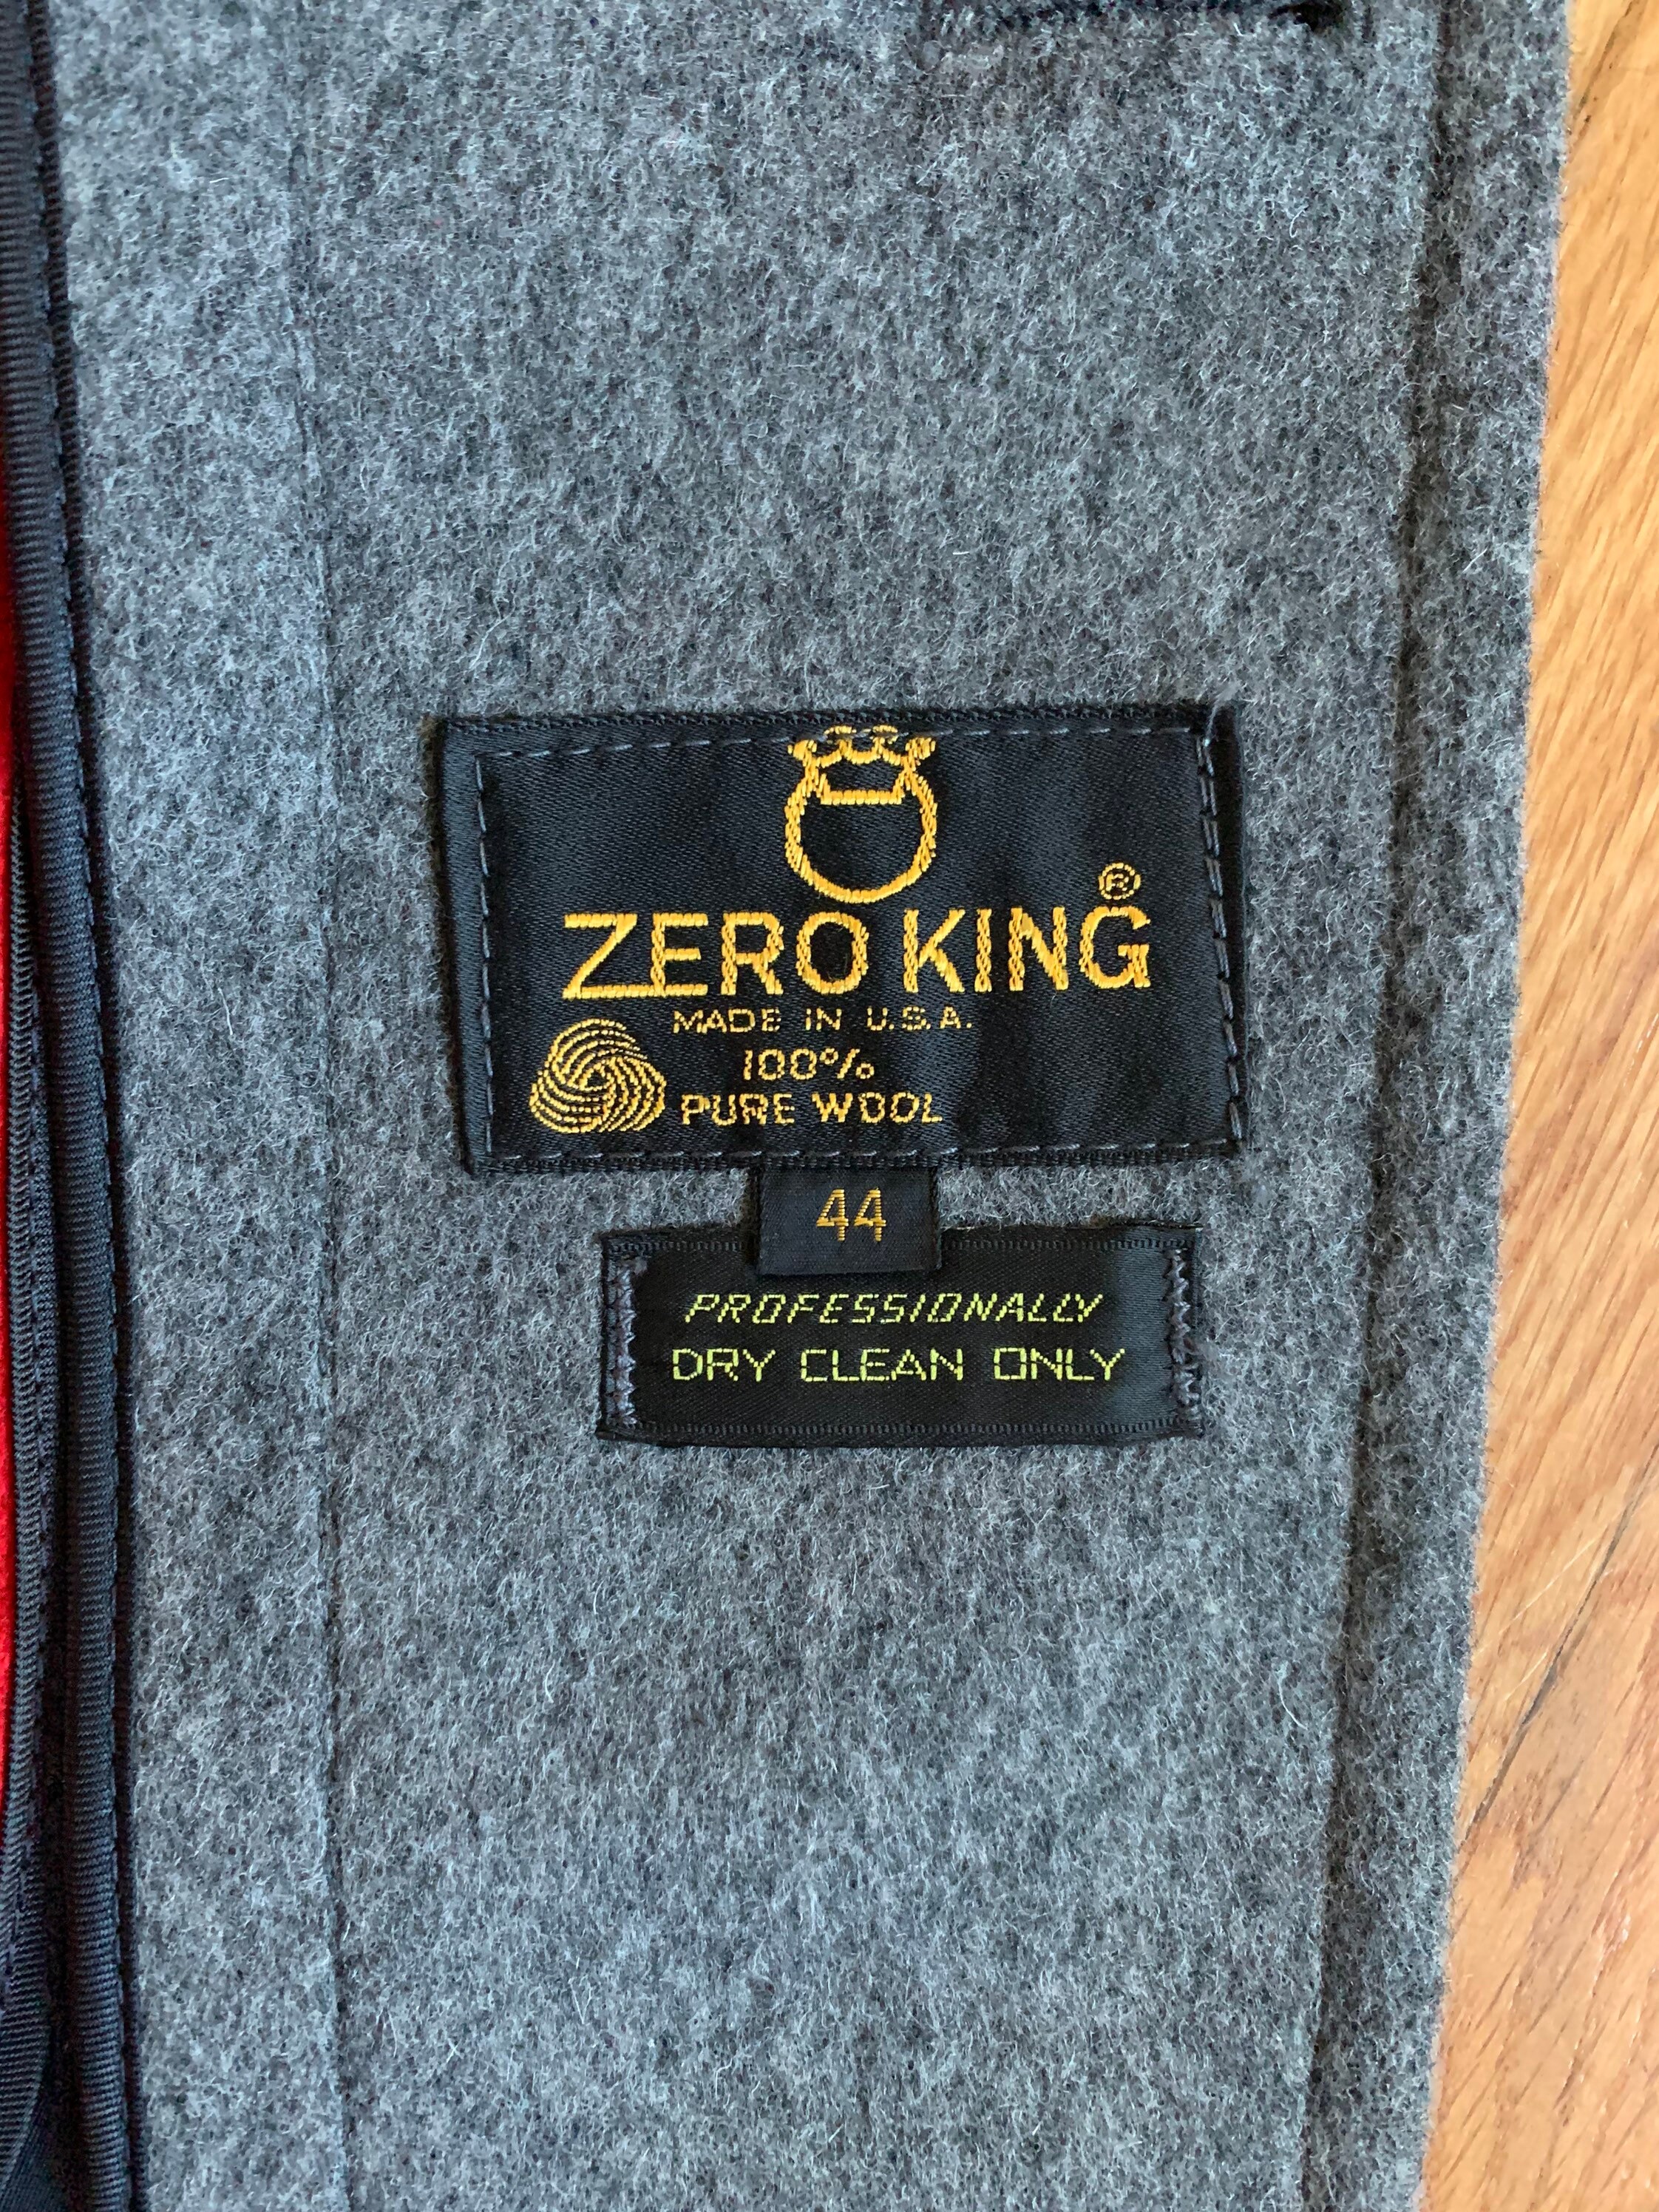 ZERO KING®
MADE IN U.S.A.
100%
PURE WOOL
44
PROFESSIONALLY
DRY CLEAN ONLY